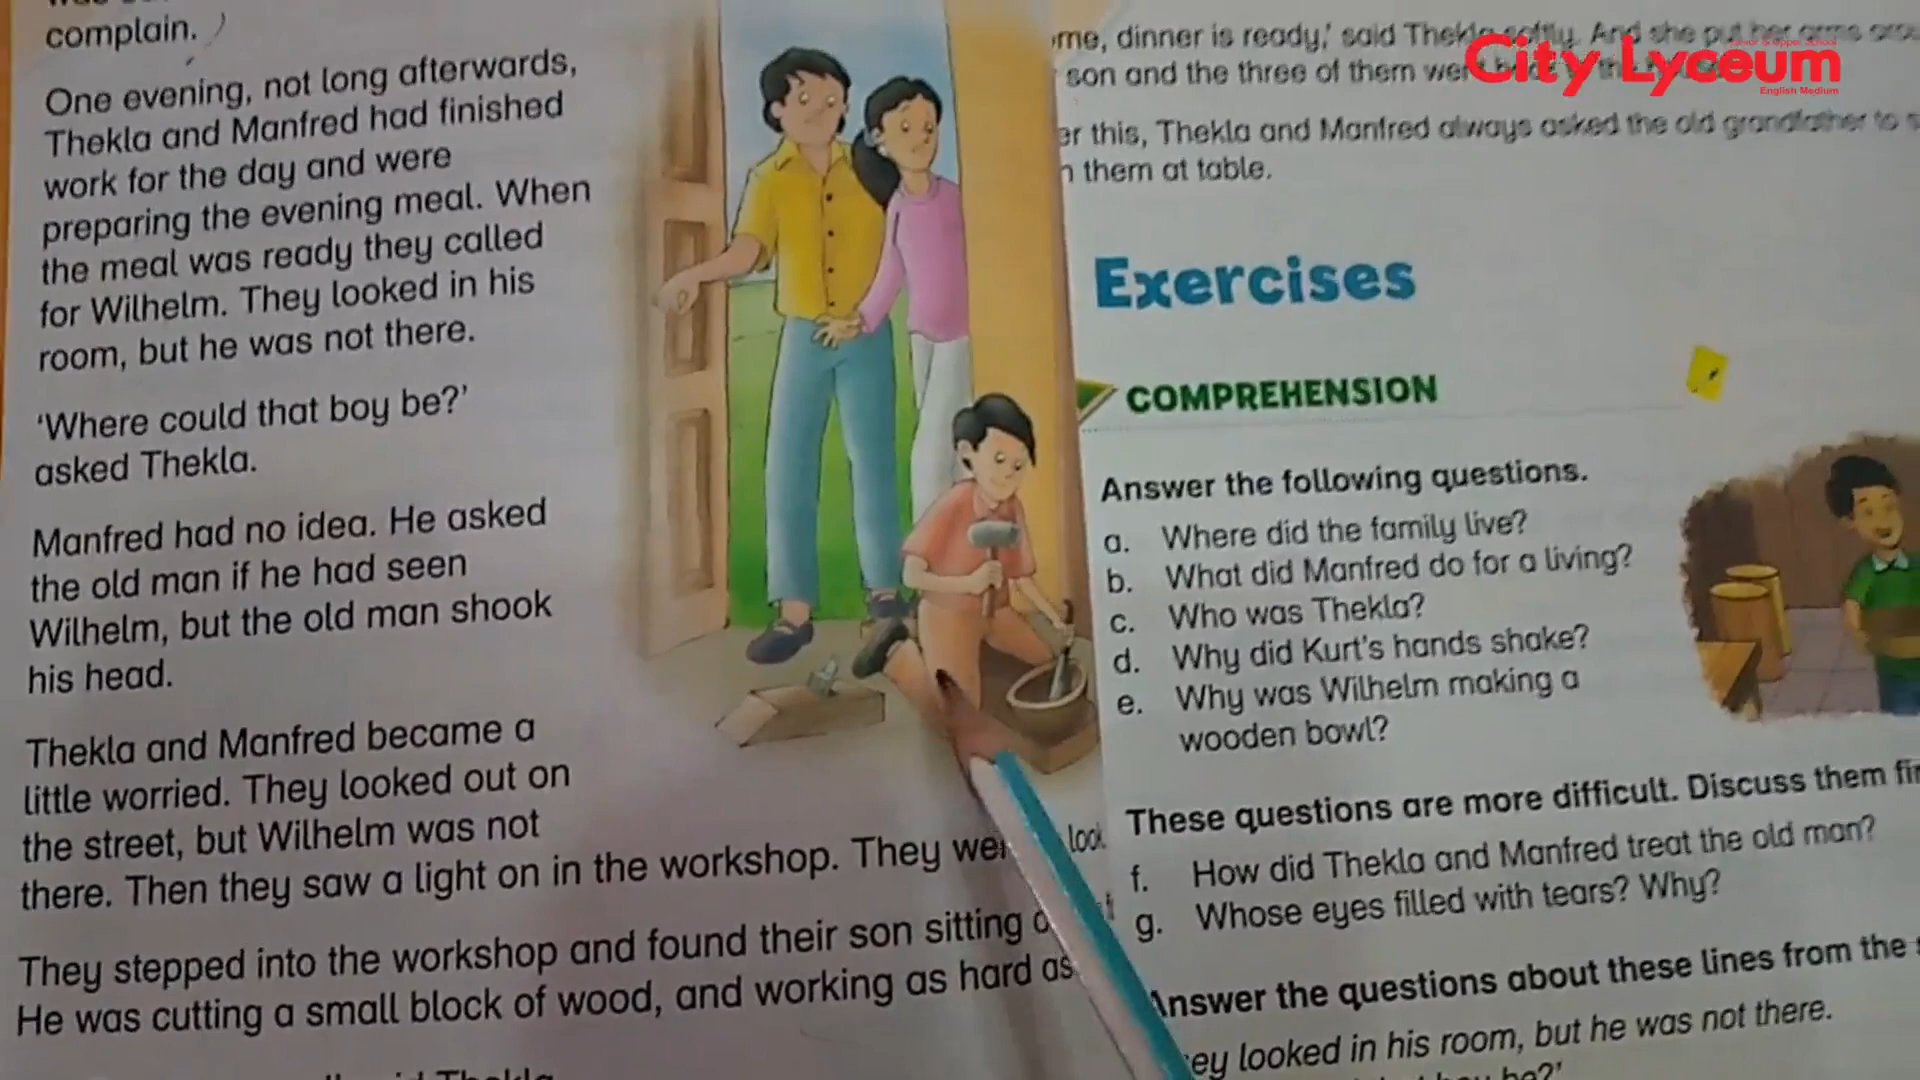 complain.
One evening, not long afterwards,
Thekla and Manfred had finished
work for the day and were
preparing the evening meal. When
the meal was ready they called
for Wilhelm. They looked in his
room, but he was not there.
‘Where could that boy be?’
asked Thekla.
Manfred had no idea. He asked
the old man if he had seen
Wilhelm, but the old man shook
his head.
Thekla and Manfred became a
little worried. They looked out on
the street, but Wilhelm was not
there. Then they saw a light on in the workshop. They look
They stepped into the workshop and found their son sitting
He was cutting a small block of wood, and working as hard as
Thekla
dinner is ready,’ said Thekla softly. And she put her arms
son and the three of them
this, Thekla and Manfred always asked the old grandfather to
them at table.
City Lyceum
English Medium
Exercises
COMPREHENSION
Answer the following questions.
a. Where did the family live?
b. What did Manfred do for a living?
c. Who was Thekla?
d. Why did Kurt’s hands shake?
e. Why was Wilhelm making a
wooden bowl?
These questions are more difficult. Discuss them
f. How did Thekla and Manfred treat the old man?
g. Whose eyes filled with tears? Why?
Answer the questions about these lines from the
looked in his room, but he was not there.
be?’